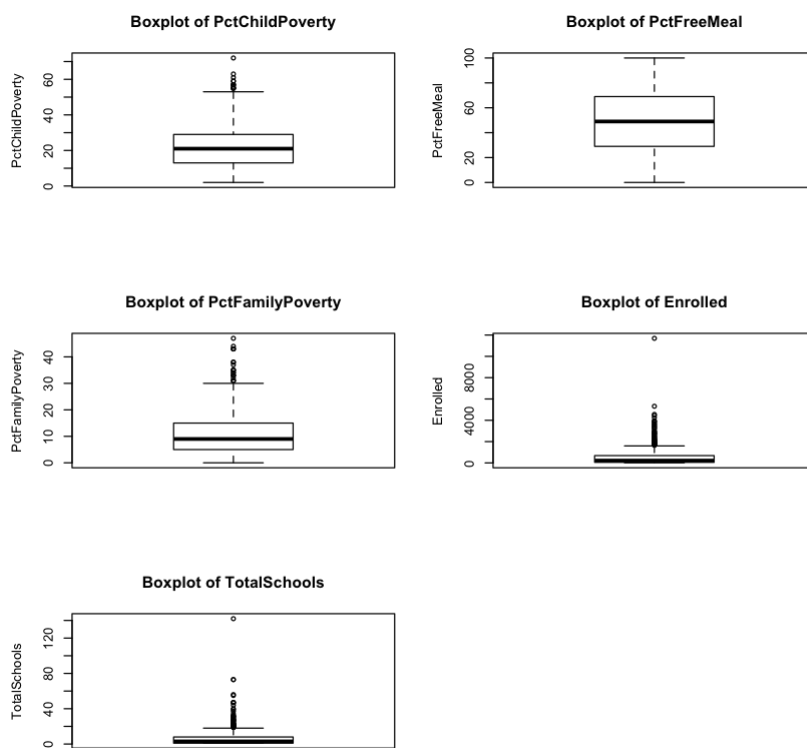 Boxplot of PctChildPoverty
PctChildPoverty
0 20 40 60
Boxplot of PctFreeMeal
PctFreeMeal
0 20 60 100
Boxplot of PctFamilyPoverty
PctFamilyPoverty
0 10 20 30 40
Boxplot of Enrolled
Enrolled
0 4000 8000
Boxplot of TotalSchools
TotalSchools
0 40 80 120